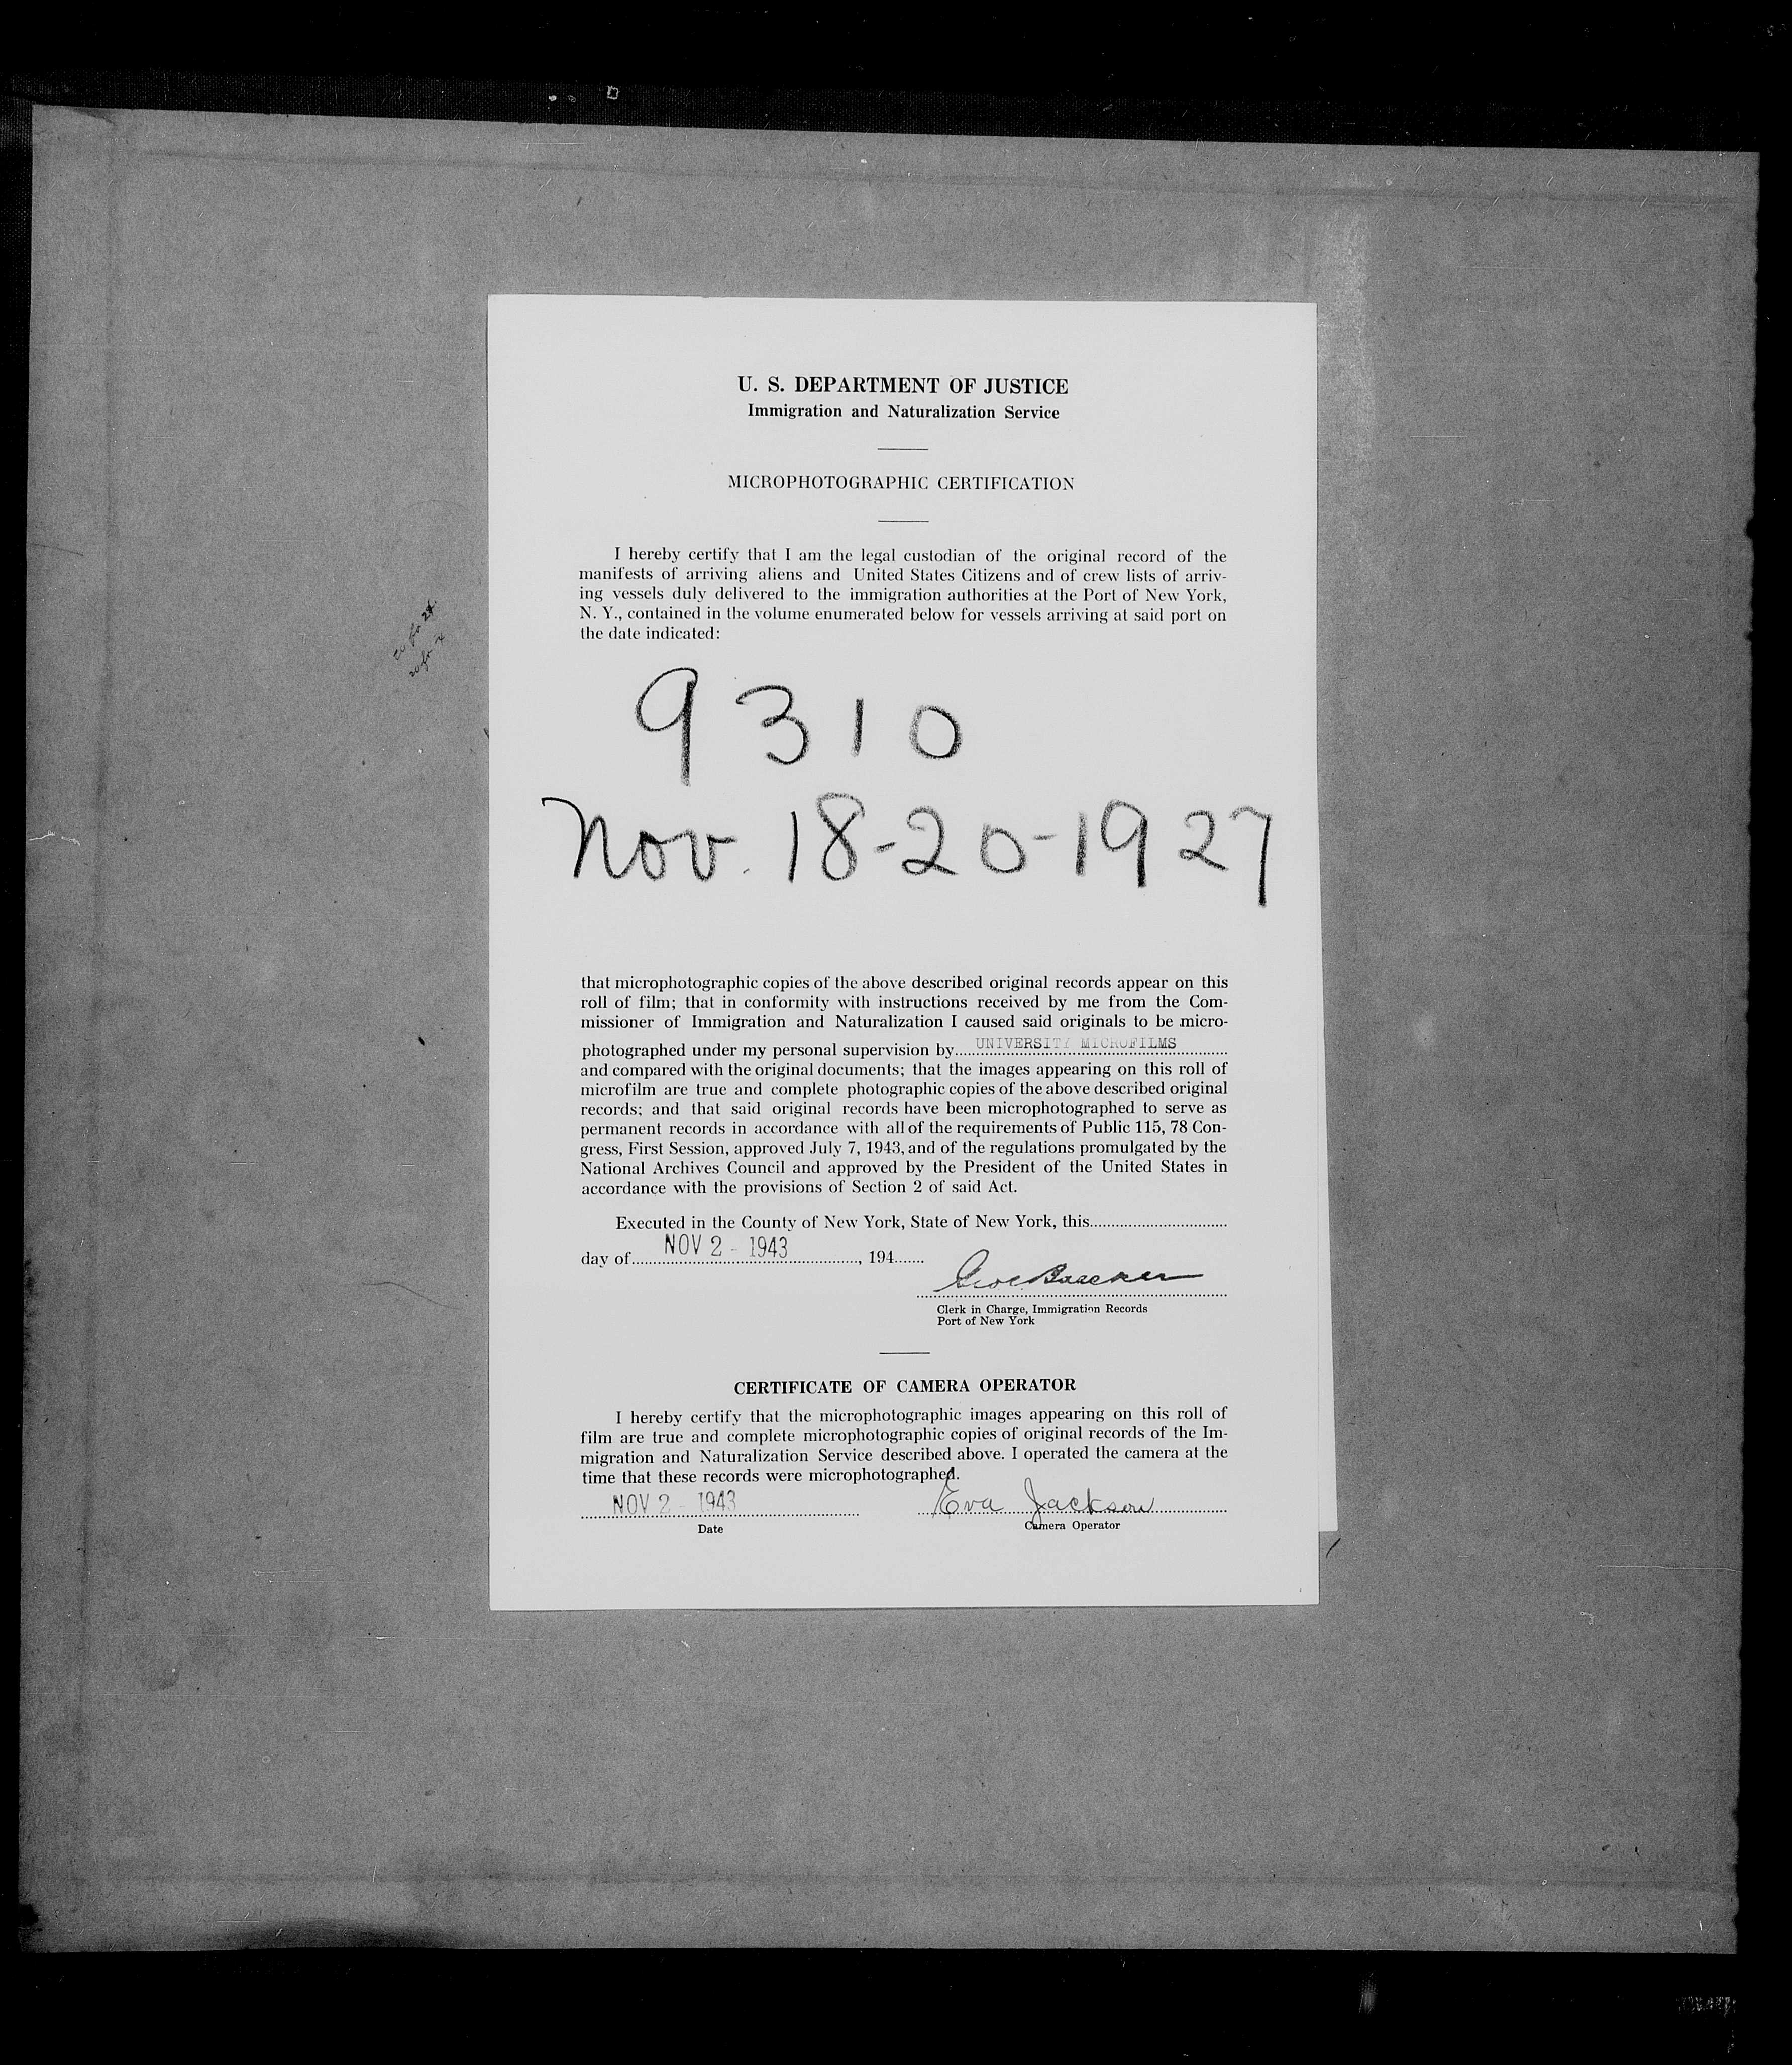 U. S. DEPARTMENT OF JUSTICE
Immigration and Naturalization Service
MICROPHOTOGRAPHIC CERTIFICATION
I hereby certify that I am the legal custodian of the original record of the
manifests of arriving aliens and United States Citizens and of crew lists of arriv-
ing vessels duly delivered to the immigration authorities at the Port of New York,
N. Y., contained in the volume enumerated below for vessels arriving at said port on
the date indicated:
9310
Nov. 18-20-1927
that microphotographic copies of the above described original records appear on this
roll of film; that in conformity with instructions received by me from the Com-
missioner of Immigration and Naturalization I caused said originals to be micro-
photographed under my personal supervision by UNIVERSITY MICROFILMS
and compared with the original documents; that the images appearing on this roll of
microfilm are true and complete photographic copies of the above described original
records; and that said original records have been microphotographed to serve as
permanent records in accordance with all of the requirements of Public 115, 78 Con-
gress, First Session, approved July 7, 1943, and of the regulations promulgated by the
National Archives Council and approved by the President of the United States in
accordance with the provisions of Section 2 of said Act.
Executed in the County of New York, State of New York, this
day of NOV 2 - 1943, 194
Clerk in Charge, Immigration Records
Port of New York
CERTIFICATE OF CAMERA OPERATOR
I hereby certify that the microphotographic images appearing on this roll of
film are true and complete microphotographic copies of original records of the Im-
migration and Naturalization Service described above. I operated the camera at the
time that these records were microphotographed.
NOV 2 - 1943 Eva Jackson
Date Camera Operator